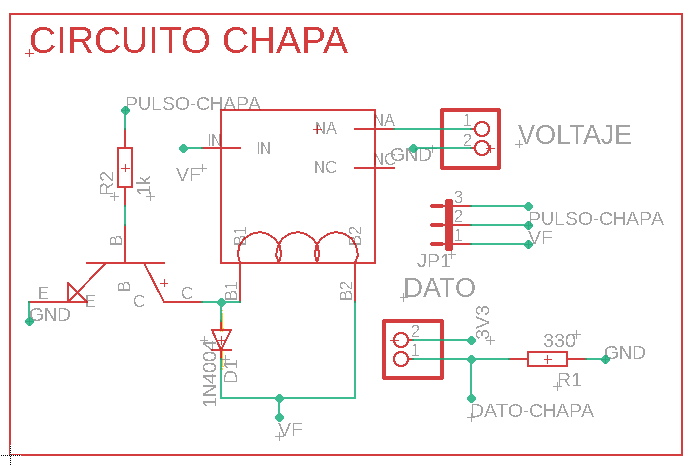 CIRCUITO CHAPA
PULSO-CHAPA
R2
1k
B
B
E
E
C
C
GND
IN
IN
VF
NA
NA
NC
NC
B1
B2
B1
B2
1N4004
D1
VF
1
2
GND
VOLTAJE
3
2
1
PULSO-CHAPA
VF
JP1
DATO
2
1
3V3
330
R1
GND
DATO-CHAPA